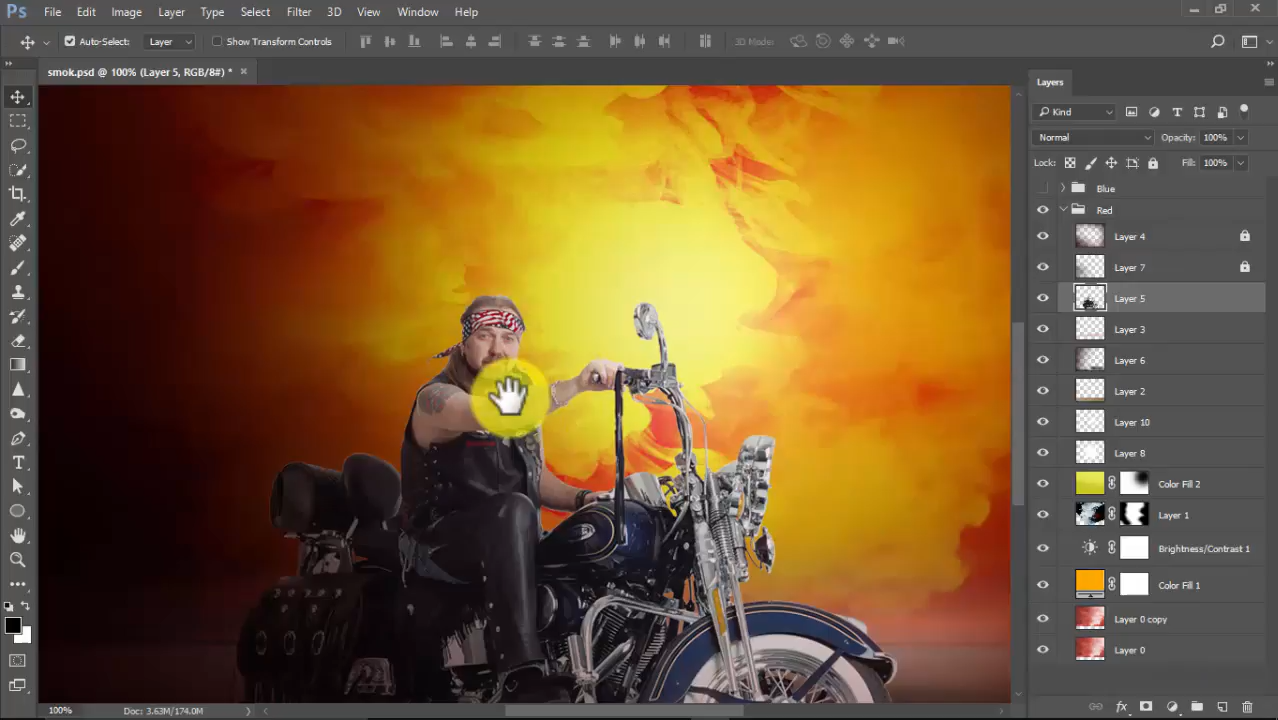 Ps File Edit Image Layer Type Select Filter 3D View Window Help
Auto-Select: Layer Show Transform Controls 3D Mode:
smok.psd @ 100% (Layer 5, RGB/8#) *
Layers
Kind
Normal Opacity: 100%
Lock: Fill: 100%
Blue
Red
Layer 4
Layer 7
Layer 5
Layer 3
Layer 6
Layer 2
Layer 10
Layer 8
Color Fill 2
Layer 1
Brightness/Contrast 1
Color Fill 1
Layer 0 copy
Layer 0
100% Doc: 3.63M/174.0M